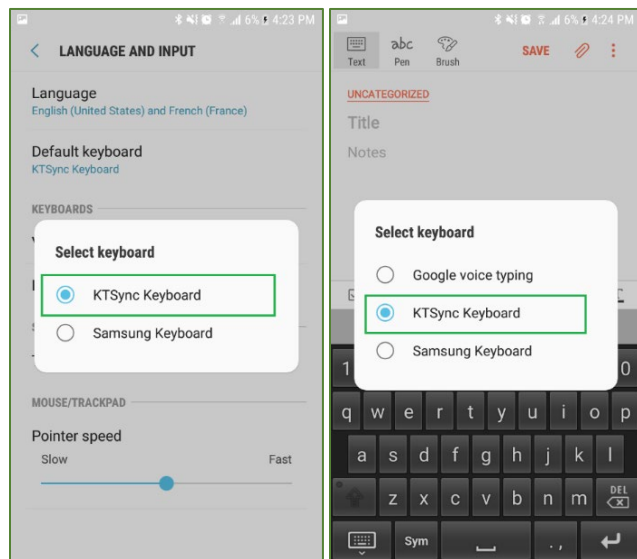 6% 4:23 PM
LANGUAGE AND INPUT
Language
English (United States) and French (France)
Default keyboard
KTSync Keyboard
KEYBOARDS
Select keyboard
KTSync Keyboard
Samsung Keyboard
MOUSE/TRACKPAD
Pointer speed
Slow Fast
6% 4:24 PM
Text
abc
Pen
Brush
SAVE
UNCATEGORIZED
Title
Notes
Select keyboard
Google voice typing
KTSync Keyboard
Samsung Keyboard
1 0
q w e r t y u i o p
a s d f g h j k l
z x c v b n m DEL
Sym . ,